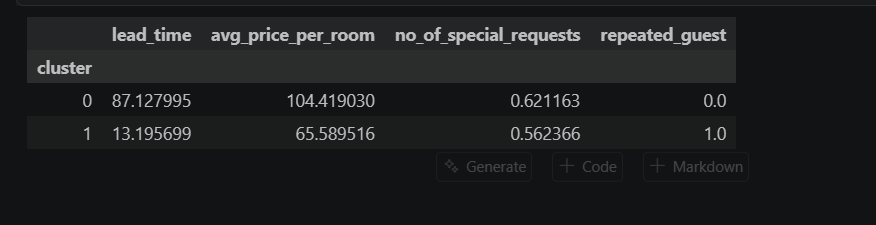 lead_time avg_price_per_room no_of_special_requests repeated_guest
cluster
0 87.127995 104.419030 0.621163 0.0
1 13.195699 65.589516 0.562366 1.0
Generate + Code + Markdown